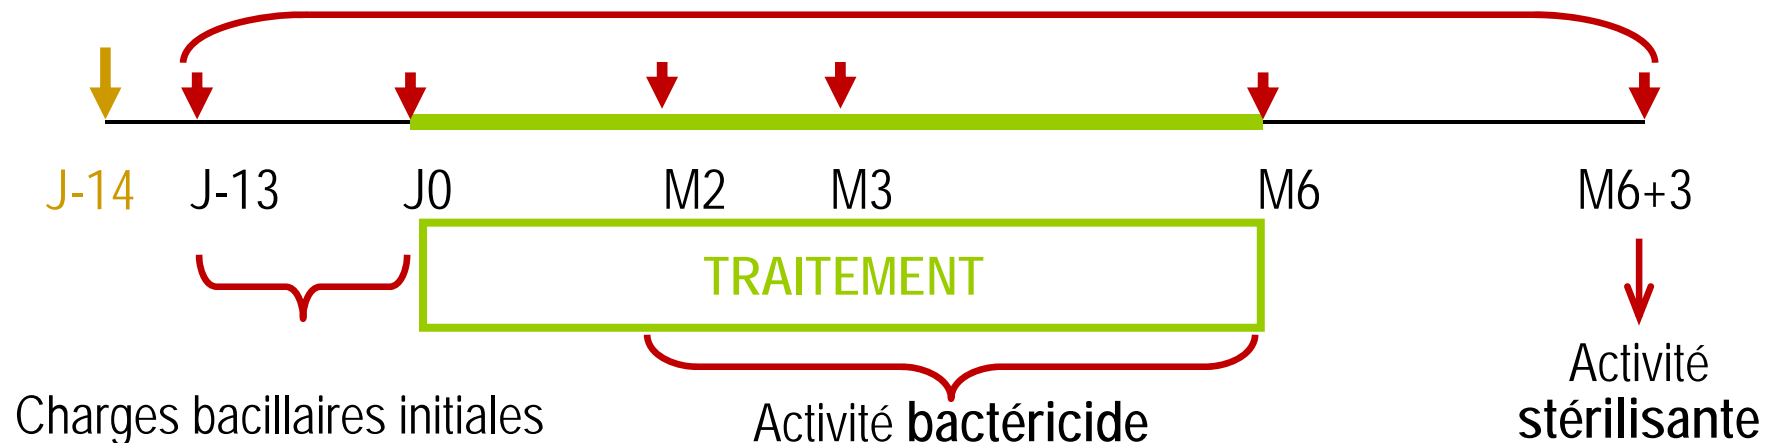 J-14 J-13 J0 M2 M3 M6 M6+3
TRAITEMENT
Charges bacillaires initiales
Activité bactéricide
Activité
stérilisante